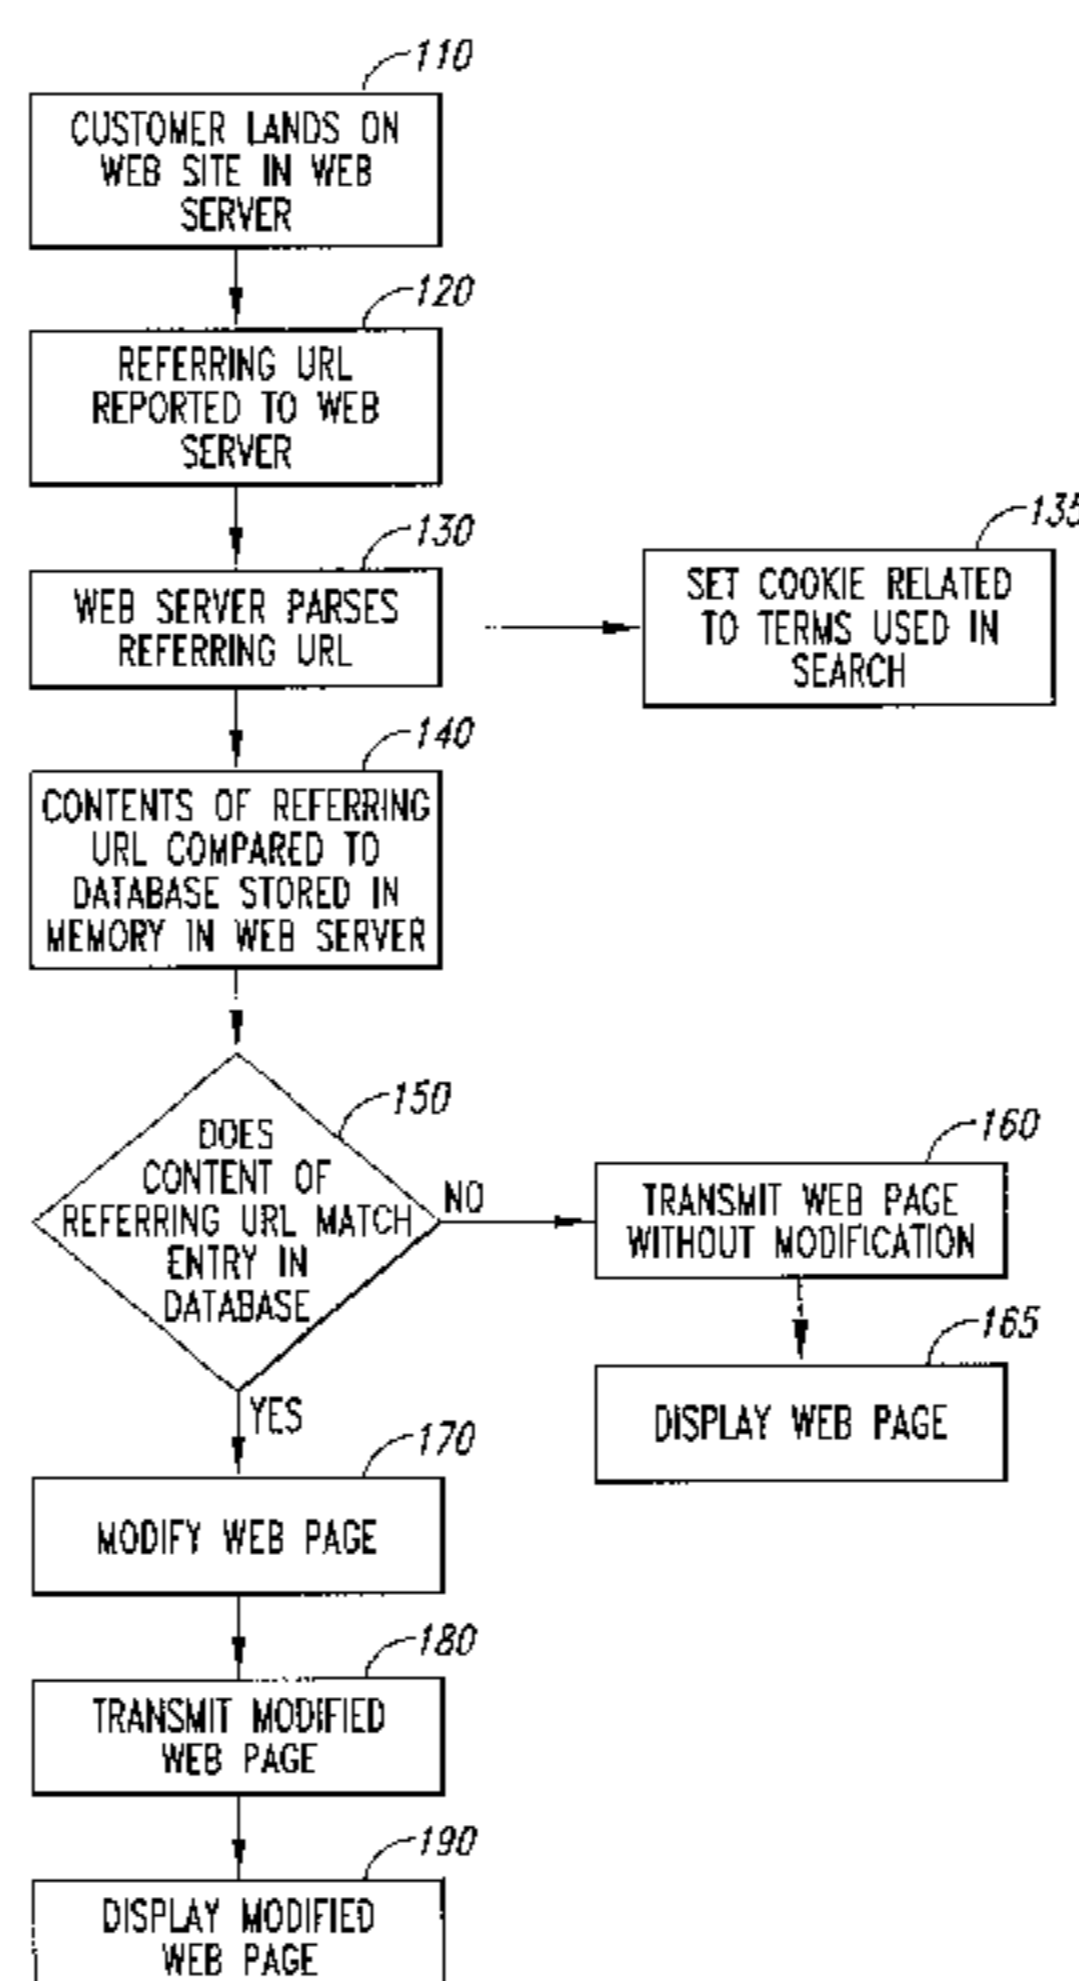 110
CUSTOMER LANDS ON
WEB SITE IN WEB
SERVER
120
REFERRING URL
REPORTED TO WEB
SERVER
130
WEB SERVER PARSES
REFERRING URL
135
SET COOKIE RELATED
TO TERMS USED IN
SEARCH
140
CONTENTS OF REFERRING
URL COMPARED TO
DATABASE STORED IN
MEMORY IN WEB SERVER
150
DOES
CONTENT OF
REFERRING URL MATCH
ENTRY IN
DATABASE
NO
160
TRANSMIT WEB PAGE
WITHOUT MODIFICATION
165
DISPLAY WEB PAGE
YES
170
MODIFY WEB PAGE
180
TRANSMIT MODIFIED
WEB PAGE
190
DISPLAY MODIFIED
WEB PAGE